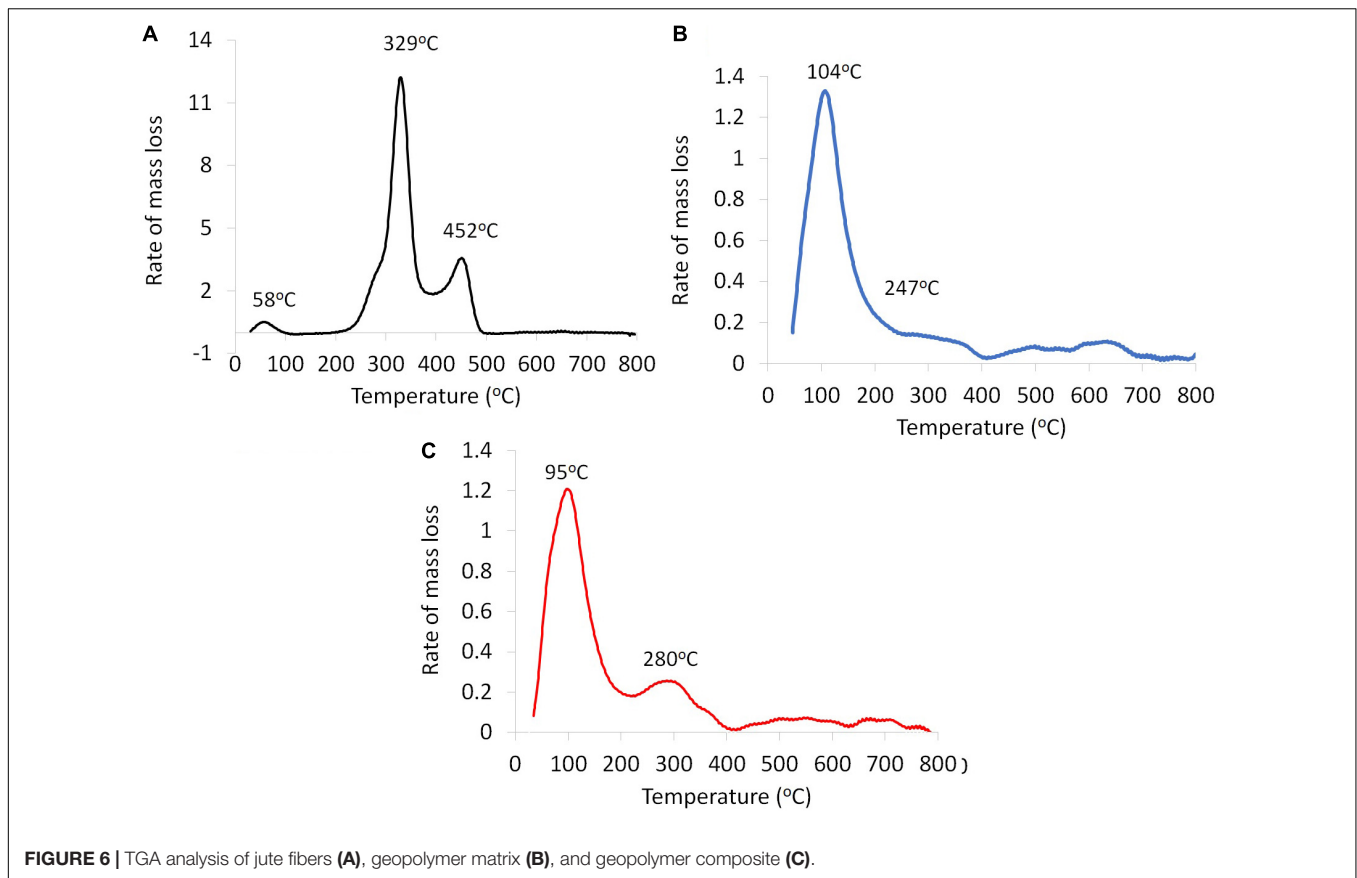 A
14
11
8
5
2
-1
Rate of mass loss
58°C
329°C
452°C
0 100 200 300 400 500 600 700 800
Temperature (°C)
B
1.4
1.2
1
0.8
0.6
0.4
0.2
0
Rate of mass loss
104°C
247°C
0 100 200 300 400 500 600 700 800
Temperature (°C)
C
1.4
1.2
1
0.8
0.6
0.4
0.2
0
Rate of mass loss
95°C
280°C
0 100 200 300 400 500 600 700 800 )
Temperature (°C)
FIGURE 6 | TGA analysis of jute fibers (A), geopolymer matrix (B), and geopolymer composite (C).